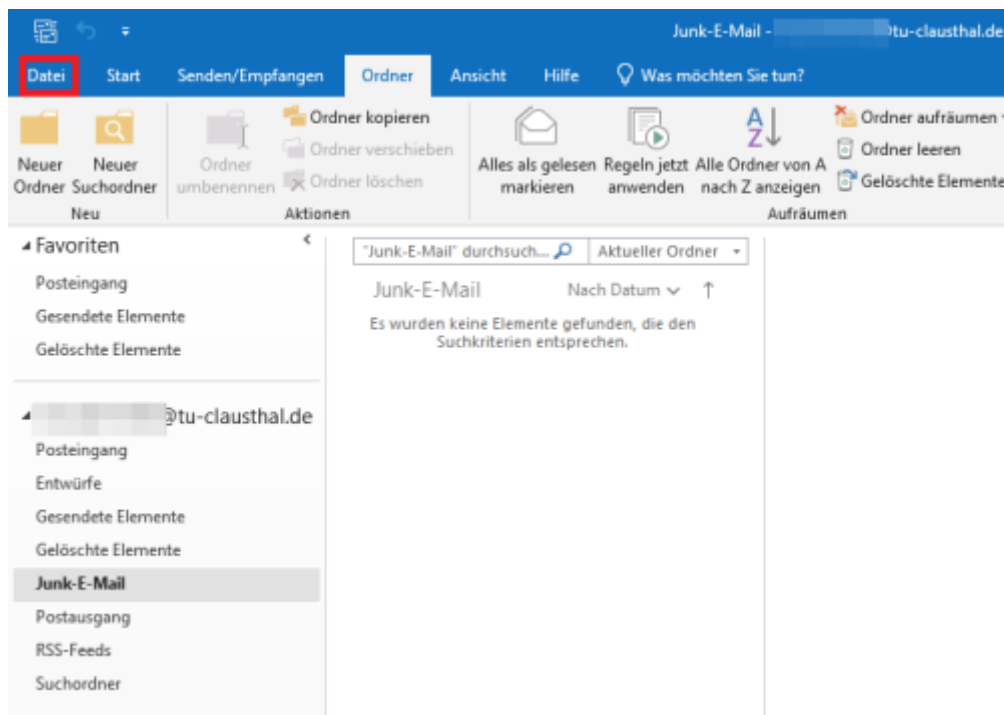 Junk-E-Mail - tu-clausthal.de
Datei Start Senden/Empfangen Ordner Ansicht Hilfe Was möchten Sie tun?
Neuer Ordner
Neuer Suchordner
Neu
Ordner umbenennen
Ordner kopieren
Ordner verschieben
Ordner löschen
Aktionen
Alles als gelesen markieren
Regeln jetzt anwenden
Alle Ordner von A nach Z anzeigen
Ordner aufräumen
Ordner leeren
Gelöschte Elemente
Aufräumen
Favoriten
Posteingang
Gesendete Elemente
Gelöschte Elemente
@tu-clausthal.de
Posteingang
Entwürfe
Gesendete Elemente
Gelöschte Elemente
Junk-E-Mail
Postausgang
RSS-Feeds
Suchordner
"Junk-E-Mail" durchsuch... Aktueller Ordner
Junk-E-Mail Nach Datum
Es wurden keine Elemente gefunden, die den
Suchkriterien entsprechen.